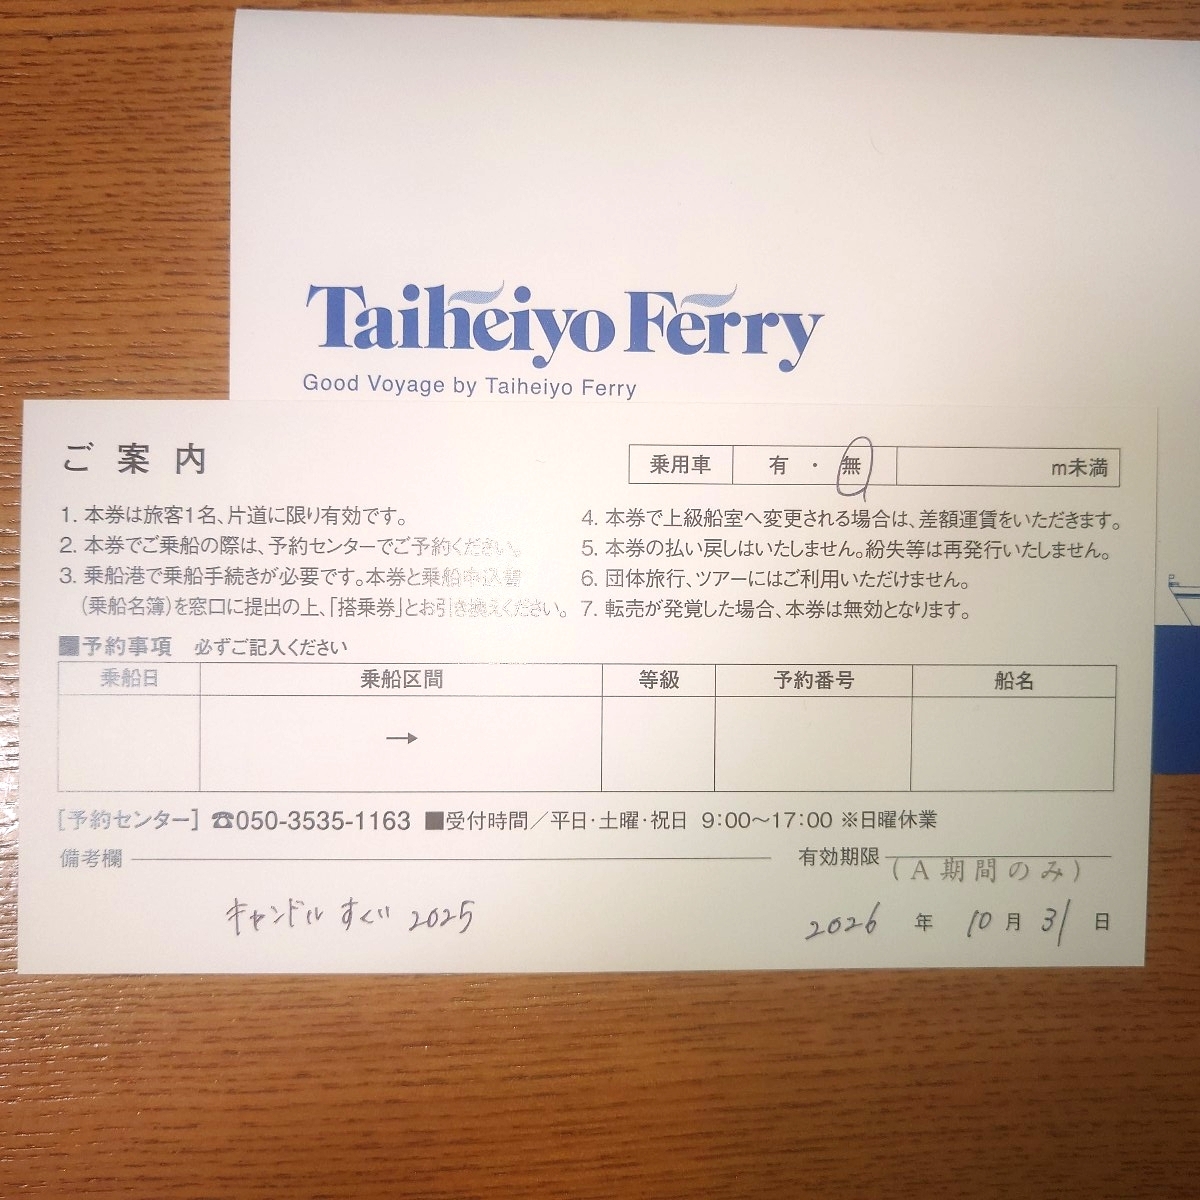 Taiheiyo Ferry
Good Voyage by Taiheiyo Ferry
ご案内
乗用車 有・無 m未満
1. 本券は旅客1名、片道に限り有効です。
2. 本券でご乗船の際は、予約センターでご予約ください。
3. 乗船港で乗船手続きが必要です。本券と乗船申込書
（乗船名簿）を窓口に提出の上、「搭乗券」とお引き換えください。
4. 本券で上級船室へ変更される場合は、差額運賃をいただきます。
5. 本券の払い戻しはいたしません。紛失等は再発行いたしません。
6. 団体旅行、ツアーにはご利用いただけません。
7. 転売が発覚した場合、本券は無効となります。
■予約事項 必ずご記入ください
乗船日 乗船区間 等級 予約番号 船名
→
［予約センター］☎050-3535-1163 ■受付時間／平日・土曜・祝日 9:00～17:00 ※日曜休業
備考欄 有効期限
（A期間のみ）
キャンドル すぐい 2025 2026 年 10 月 31 日